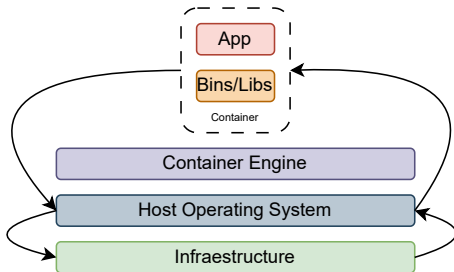 App
Bins/Libs
Container
Container Engine
Host Operating System
Infraestructure